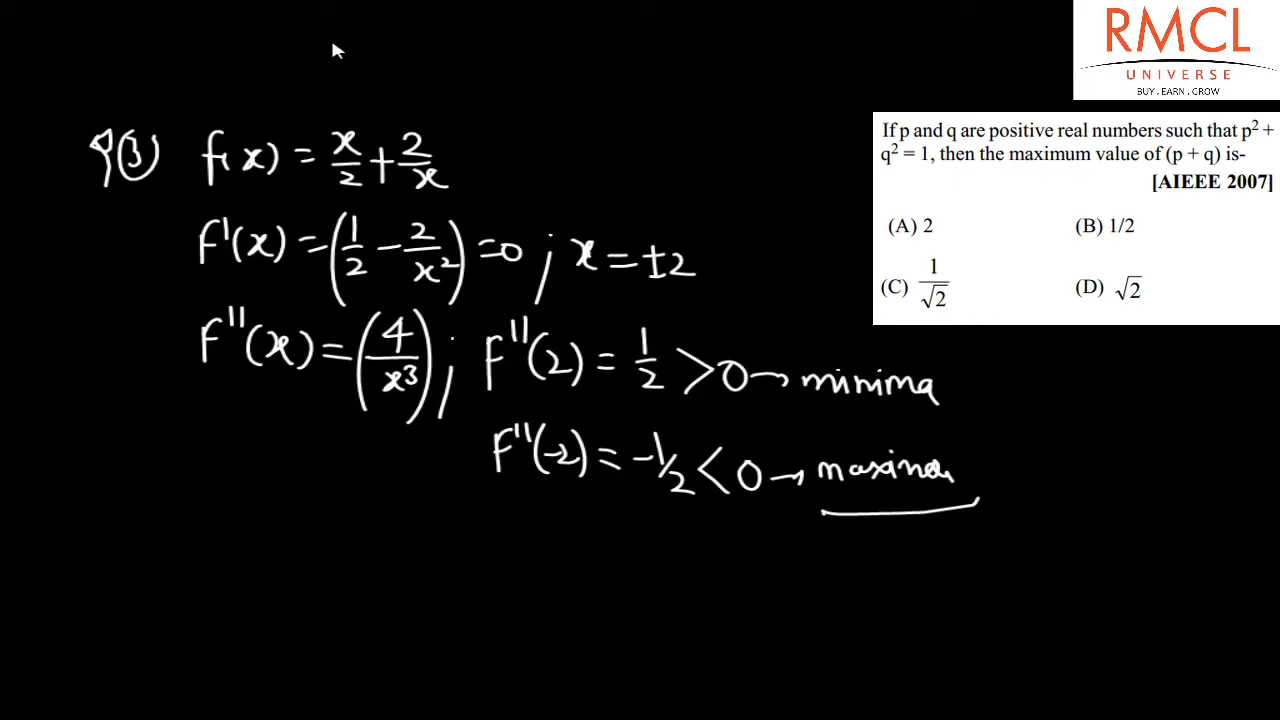 RMCL
UNIVERSE
BUY . EARN . GROW
If p and q are positive real numbers such that p² +
q² = 1, then the maximum value of (p + q) is-
[AIEEE 2007]
(A) 2 (B) 1/2
(C) 1/√2 (D) √2
f(x) = x/2 + 2/x
f'(x) = (1/2 - 2/x²) = 0 ; x = ±2
f''(x) = (4/x³) ; f''(2) = 1/2 > 0 → minima
f''(-2) = -1/2 < 0 → maxima